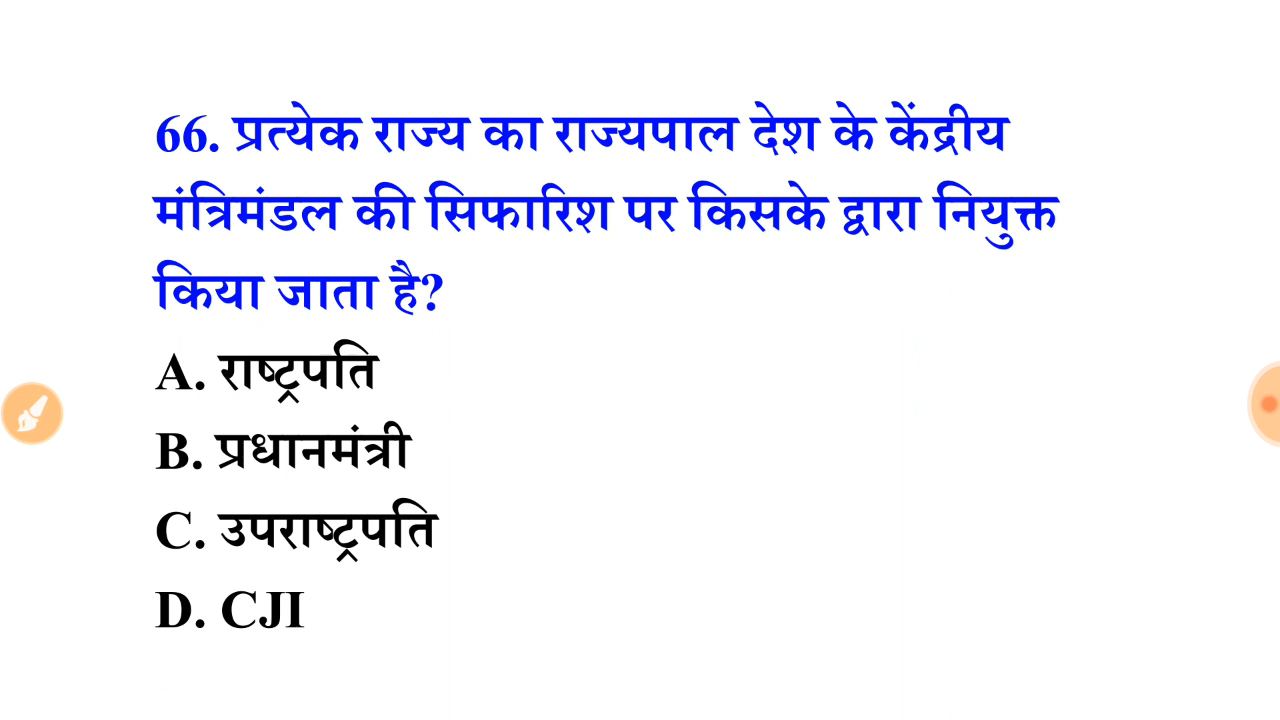 66. प्रत्येक राज्य का राज्यपाल देश के केंद्रीय
मंत्रिमंडल की सिफारिश पर किसके द्वारा नियुक्त
किया जाता है?
A. राष्ट्रपति
B. प्रधानमंत्री
C. उपराष्ट्रपति
D. CJI